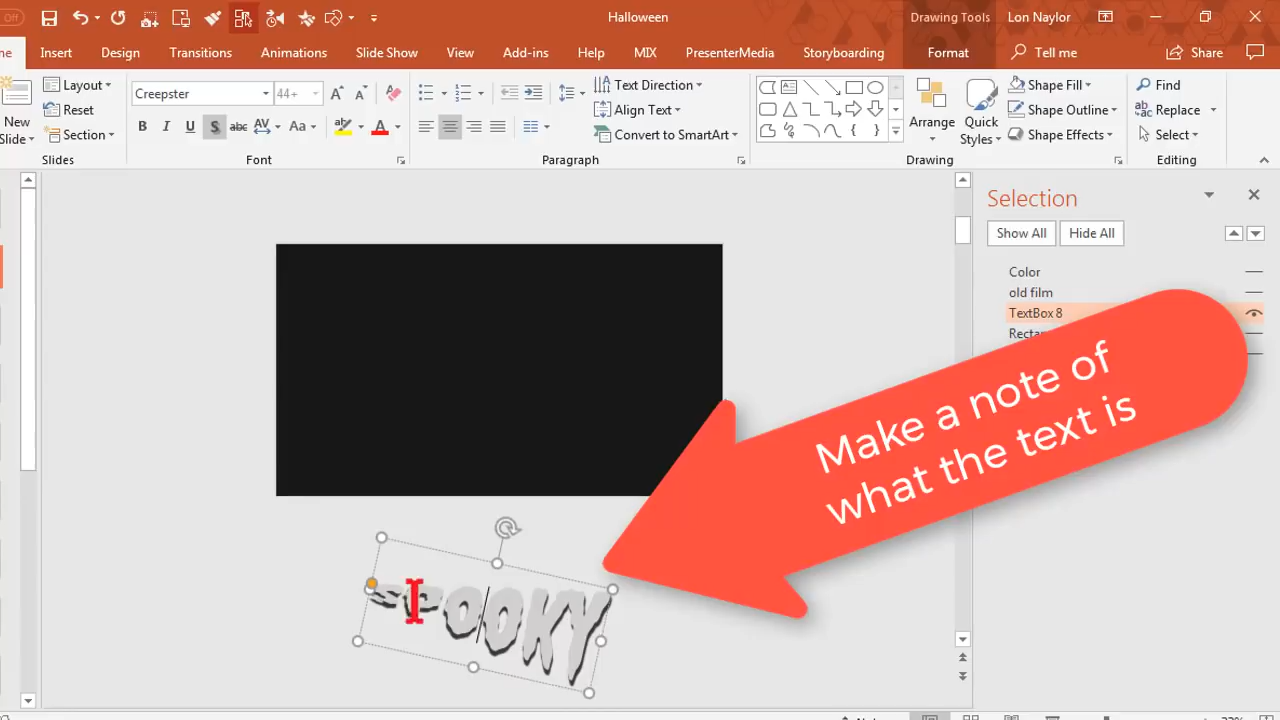 Off
Halloween
Drawing Tools
Lon Naylor
me
Insert
Design
Transitions
Animations
Slide Show
View
Add-ins
Help
MIX
PresenterMedia
Storyboarding
Format
Tell me
Share
New
Slide
Layout
Reset
Section
Slides
Creepster
44+
B I U S abc AV Aa
A
Font
Text Direction
Align Text
Convert to SmartArt
Paragraph
Arrange
Quick
Styles
Shape Fill
Shape Outline
Shape Effects
Drawing
Find
Replace
Select
Editing
Selection
Show All
Hide All
Color
old film
TextBox 8
Make a note of
what the text is
SPOOKY